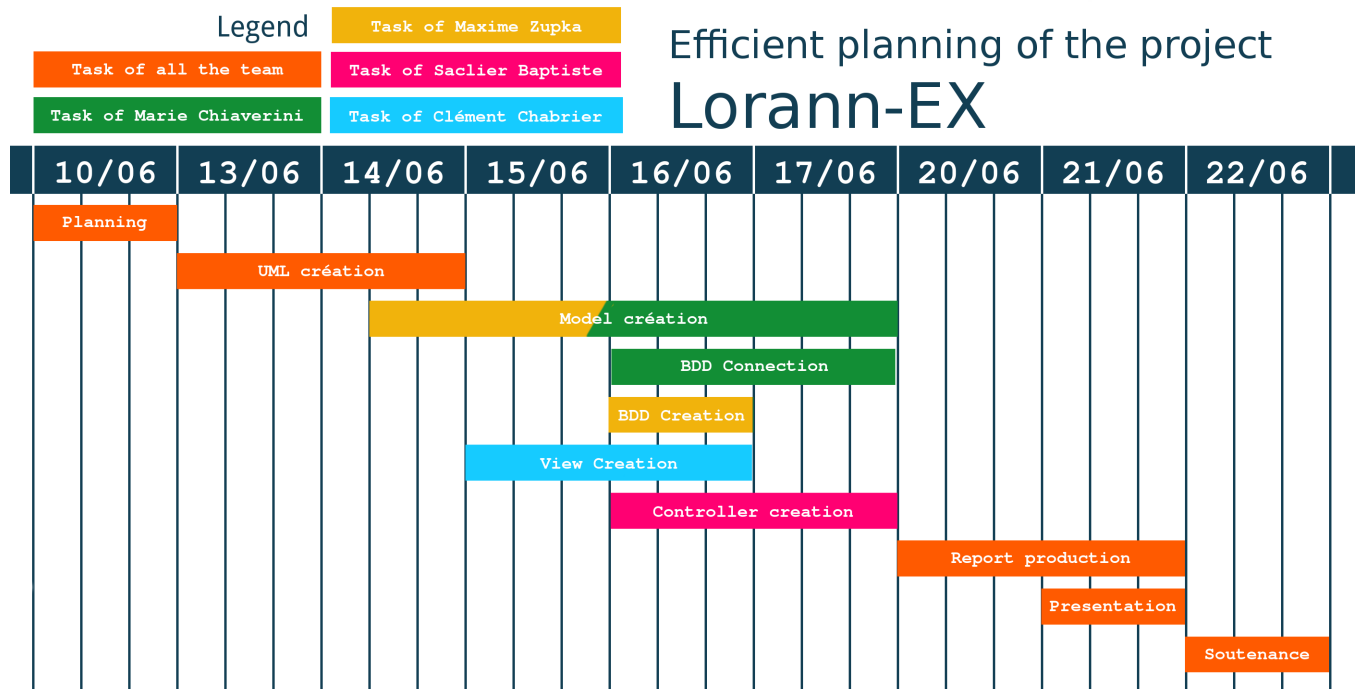 Legend
Task of Maxime Zupka
Task of all the team
Task of Saclier Baptiste
Task of Marie Chiaverini
Task of Clément Chabrier
Efficient planning of the project
Lorann-EX
10/06 13/06 14/06 15/06 16/06 17/06 20/06 21/06 22/06
Planning
UML création
Model création
BDD Connection
BDD Creation
View Creation
Controller creation
Report production
Presentation
Soutenance